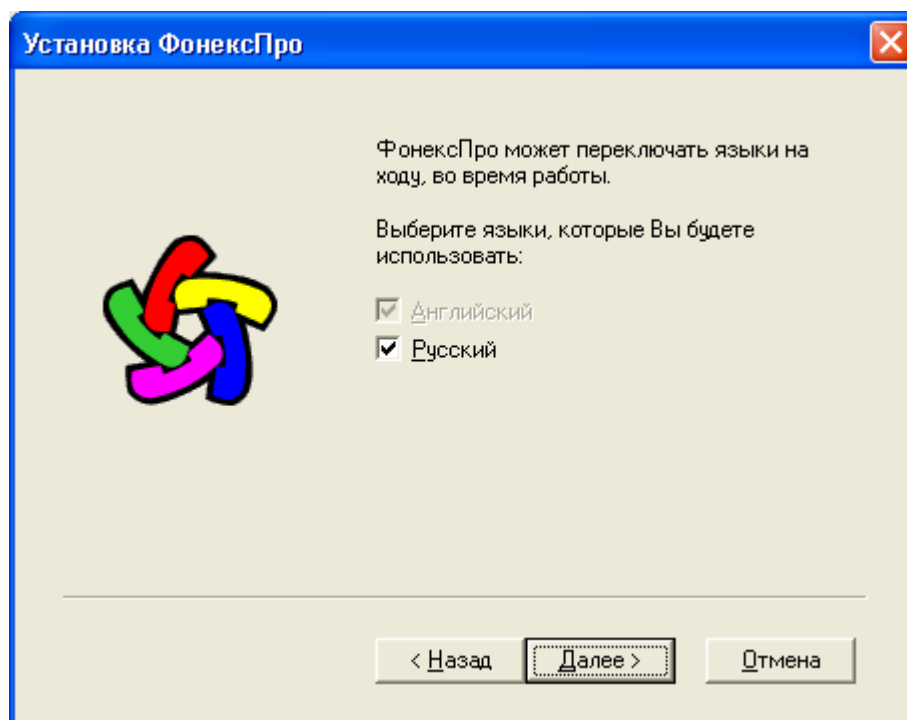 Установка ФонексПро
ФонексПро может переключать языки на
ходу, во время работы.
Выберите языки, которые Вы будете
использовать:
Английский
Русский
< Назад
Далее >
Отмена